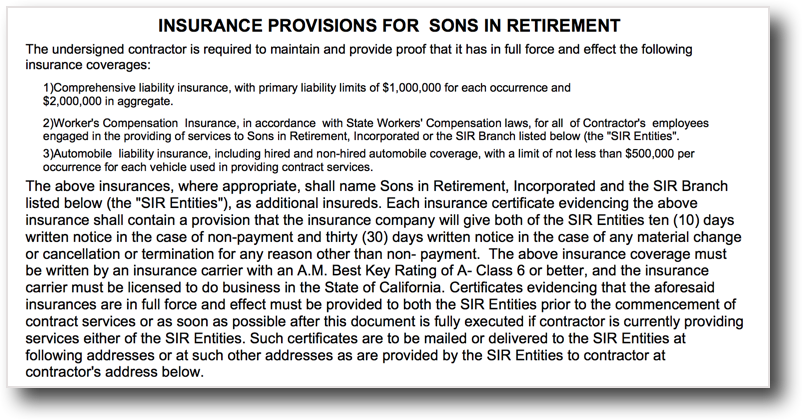 INSURANCE PROVISIONS FOR SONS IN RETIREMENT
The undersigned contractor is required to maintain and provide proof that it has in full force and effect the following
insurance coverages:
1)Comprehensive liability insurance, with primary liability limits of $1,000,000 for each occurrence and
$2,000,000 in aggregate.
2)Worker's Compensation Insurance, in accordance with State Workers' Compensation laws, for all of Contractor's employees
engaged in the providing of services to Sons in Retirement, Incorporated or the SIR Branch listed below (the "SIR Entities".
3)Automobile liability insurance, including hired and non-hired automobile coverage, with a limit of not less than $500,000 per
occurrence for each vehicle used in providing contract services.
The above insurances, where appropriate, shall name Sons in Retirement, Incorporated and the SIR Branch
listed below (the "SIR Entities"), as additional insureds. Each insurance certificate evidencing the above
insurance shall contain a provision that the insurance company will give both of the SIR Entities ten (10) days
written notice in the case of non-payment and thirty (30) days written notice in the case of any material change
or cancellation or termination for any reason other than non- payment. The above insurance coverage must
be written by an insurance carrier with an A.M. Best Key Rating of A- Class 6 or better, and the insurance
carrier must be licensed to do business in the State of California. Certificates evidencing that the aforesaid
insurances are in full force and effect must be provided to both the SIR Entities prior to the commencement of
contract services or as soon as possible after this document is fully executed if contractor is currently providing
services either of the SIR Entities. Such certificates are to be mailed or delivered to the SIR Entities at
following addresses or at such other addresses as are provided by the SIR Entities to contractor at
contractor's address below.